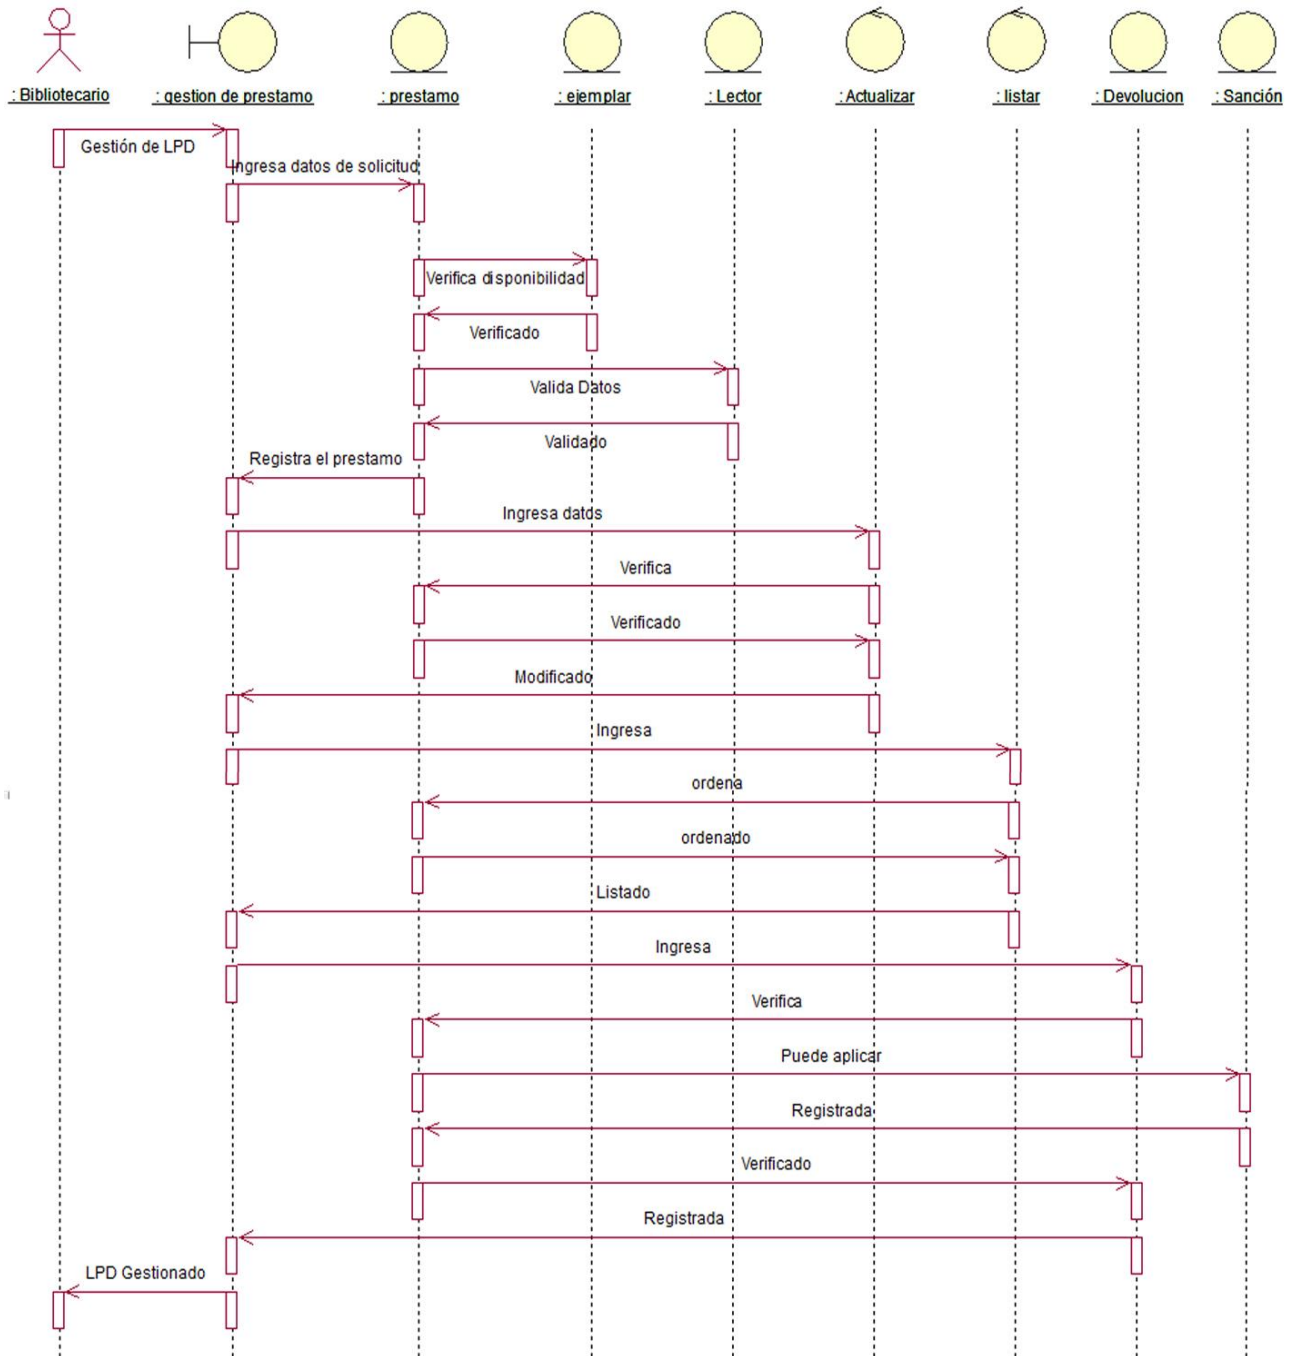 : Bibliotecario
: gestion de prestamo
: prestamo
: ejemplar
: Lector
: Actualizar
: listar
: Devolucion
: Sanción
Gestión de LPD
Ingresa datos de solicitud
Verifica disponibilidad
Verificado
Valida Datos
Validado
Registra el prestamo
Ingresa datos
Verifica
Verificado
Modificado
Ingresa
ordena
ordenado
Listado
Ingresa
Verifica
Puede aplicar
Registrada
Verificado
Registrada
LPD Gestionado